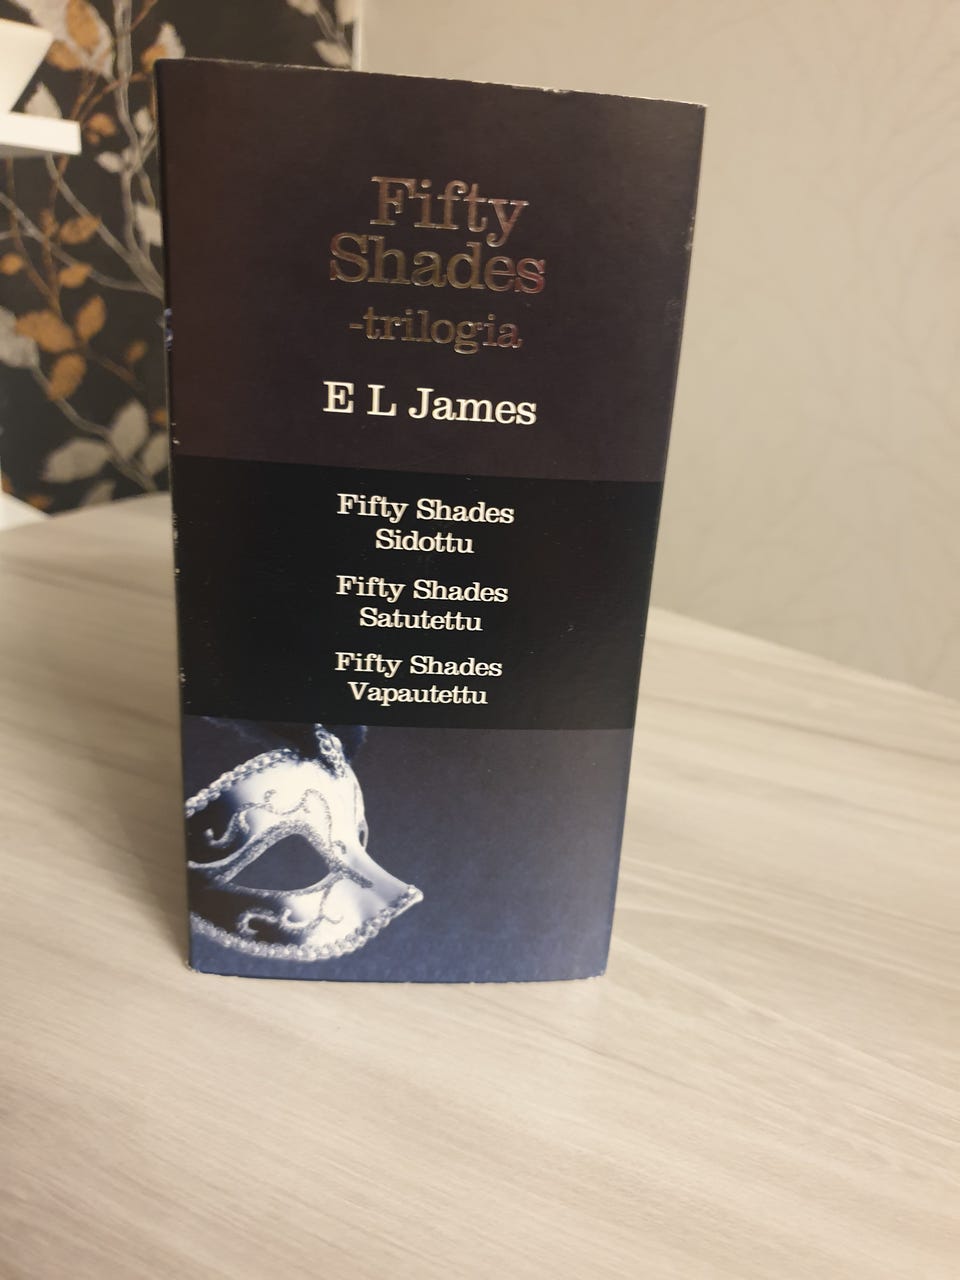 Fifty
Shades
-trilogia
E L James
Fifty Shades
Sidottu
Fifty Shades
Satutettu
Fifty Shades
Vapautettu